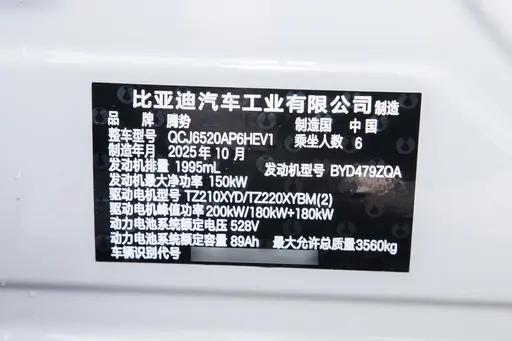 比亚迪汽车工业有限公司 制造
品牌 腾势 制造国 中国
整车型号 QCJ6520AP6HEV1 乘坐人数 6
制造年月 2025年10月
发动机排量 1995mL 发动机型号 BYD479ZQA
发动机最大净功率 150kW
驱动电机型号 TZ210XYD/TZ220XYBM(2)
驱动电机峰值功率 200kW/180kW+180kW
动力电池系统额定电压 528V
动力电池系统额定容量 89Ah 最大允许总质量3560kg
车辆识别代号